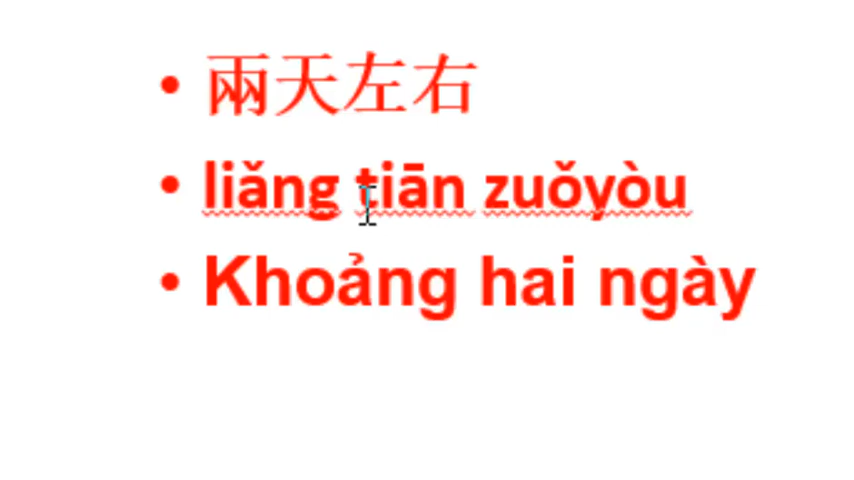 • 兩天左右
• liǎng tiān zuǒyòu
• Khoảng hai ngày